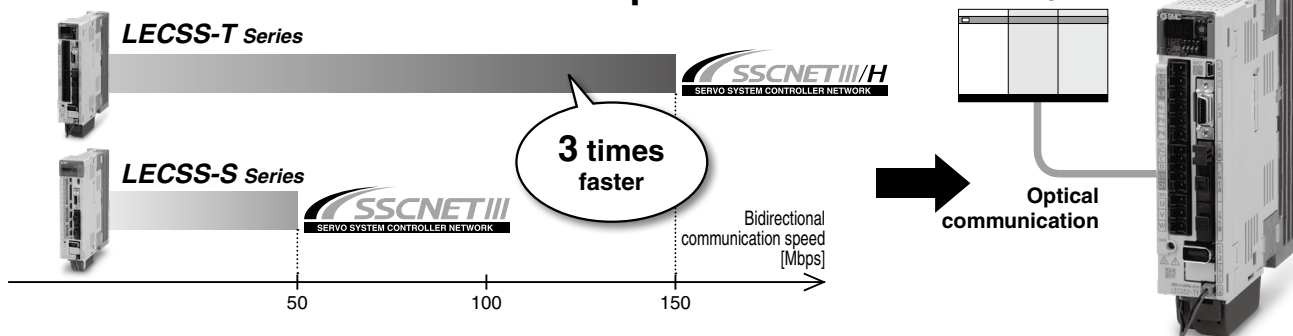 LECSS-T Series
SSCNETIII/H
SERVO SYSTEM CONTROLLER NETWORK
3 times
faster
LECSS-S Series
SSCNETIII
SERVO SYSTEM CONTROLLER NETWORK
Bidirectional
communication speed
[Mbps]
50
100
150
Optical
communication
SMC